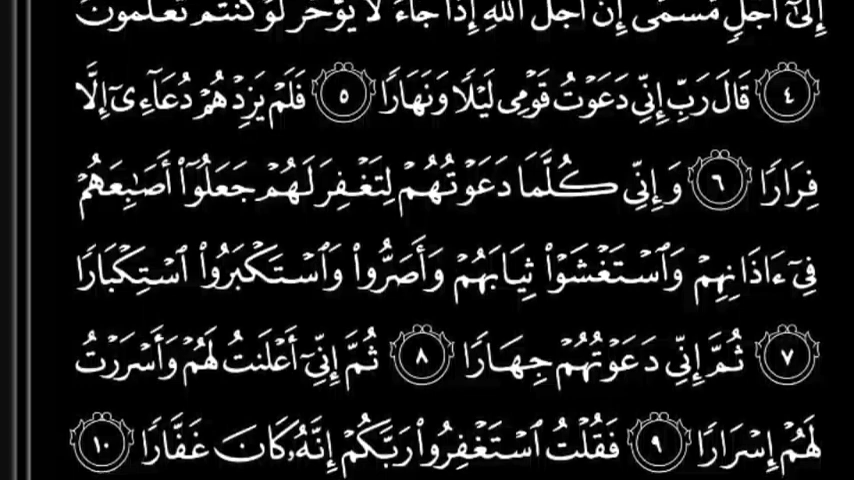 إِلَىٰٓ أَجَلٍ مُّسَمًّى إِنَّ أَجَلَ ٱللَّهِ إِذَا جَآءَ لَا يُؤَخَّرُ لَوْ كُنتُمْ تَعْلَمُونَ
٤ قَالَ رَبِّ إِنِّى دَعَوْتُ قَوْمِى لَيْلًا وَنَهَارًا ٥ فَلَمْ يَزِدْهُمْ دُعَآءِىٓ إِلَّا
فِرَارًا ٦ وَإِنِّى كُلَّمَا دَعَوْتُهُمْ لِتَغْفِرَ لَهُمْ جَعَلُوٓا۟ أَصَٰبِعَهُمْ
فِىٓ ءَاذَانِهِمْ وَٱسْتَغْشَوْا۟ ثِيَابَهُمْ وَأَصَرُّوا۟ وَٱسْتَكْبَرُوا۟ ٱسْتِكْبَارًا
٧ ثُمَّ إِنِّى دَعَوْتُهُمْ جِهَارًا ٨ ثُمَّ إِنِّىٓ أَعْلَنتُ لَهُمْ وَأَسْرَرْتُ
لَهُمْ إِسْرَارًا ٩ فَقُلْتُ ٱسْتَغْفِرُوا۟ رَبَّكُمْ إِنَّهُۥ كَانَ غَفَّارًا ١٠